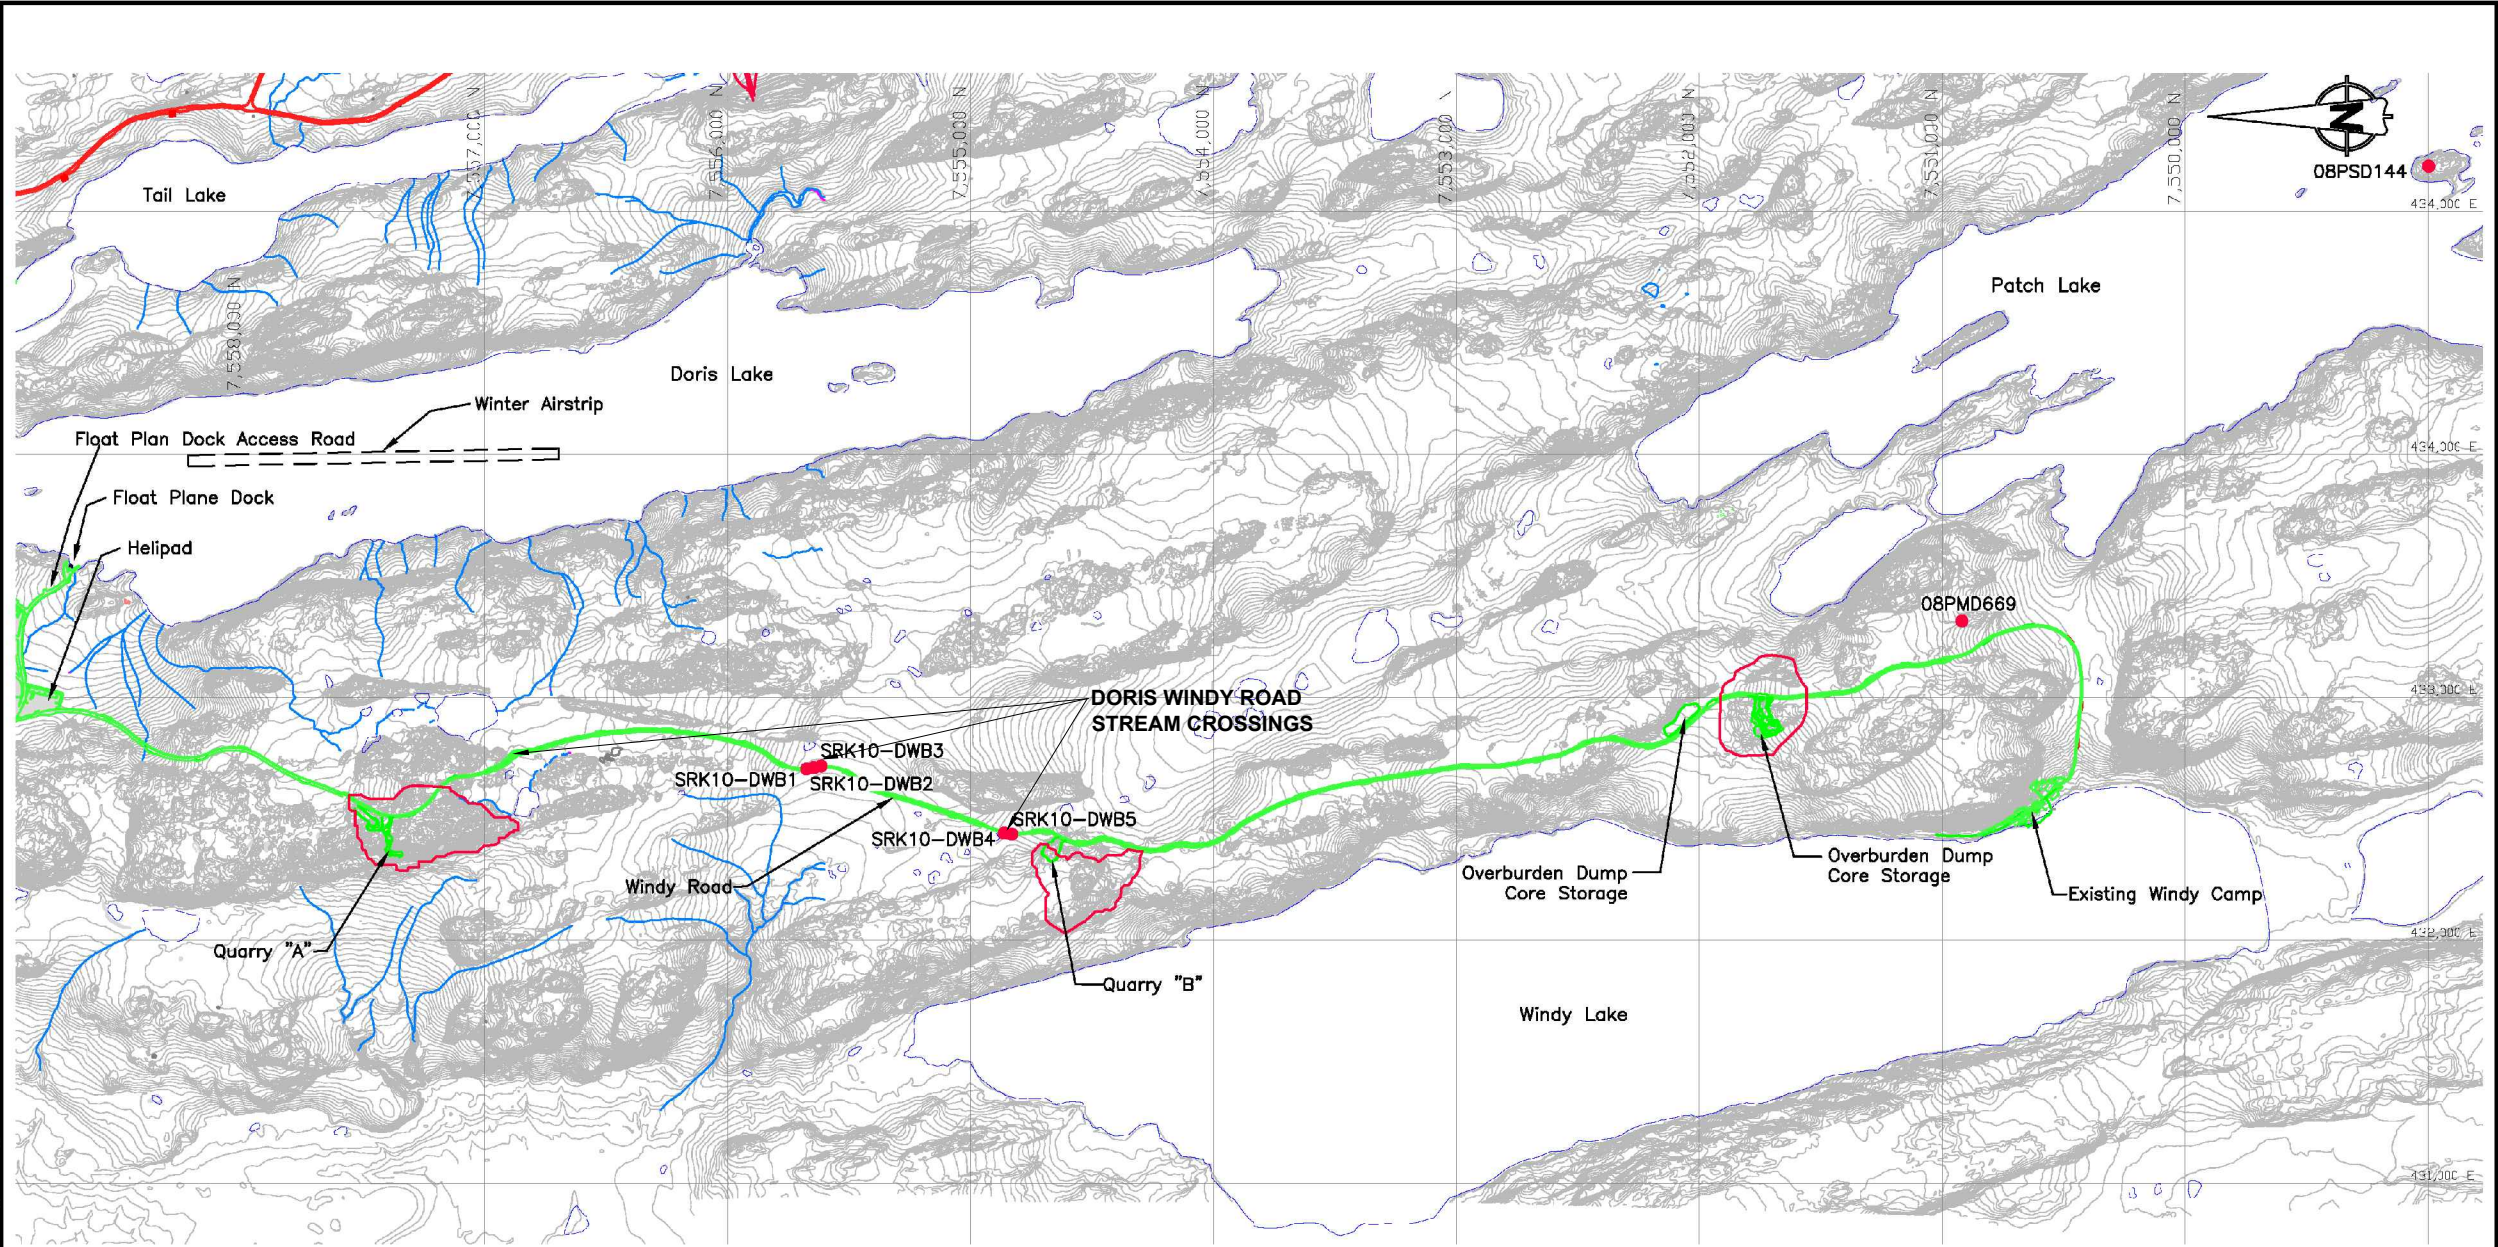 7,557,000 N
7,556,000 N
7,555,000 N
7,554,000 N
7,552,000 N
7,551,000 N
7,550,000 N
N
08PSD144
434,000 E
Tail Lake
7,558,000 N
Patch Lake
Doris Lake
Winter Airstrip
Float Plan Dock Access Road
434,000 E
Float Plane Dock
Helipad
08PMD669
433,000 E
DORIS WINDY ROAD
STREAM CROSSINGS
SRK10-DWB3
SRK10-DWB1
SRK10-DWB2
SRK10-DWB5
SRK10-DWB4
Windy Road
Overburden Dump
Core Storage
Overburden Dump
Core Storage
Existing Windy Camp
432,000 E
Quarry "A"
Quarry "B"
Windy Lake
431,000 E